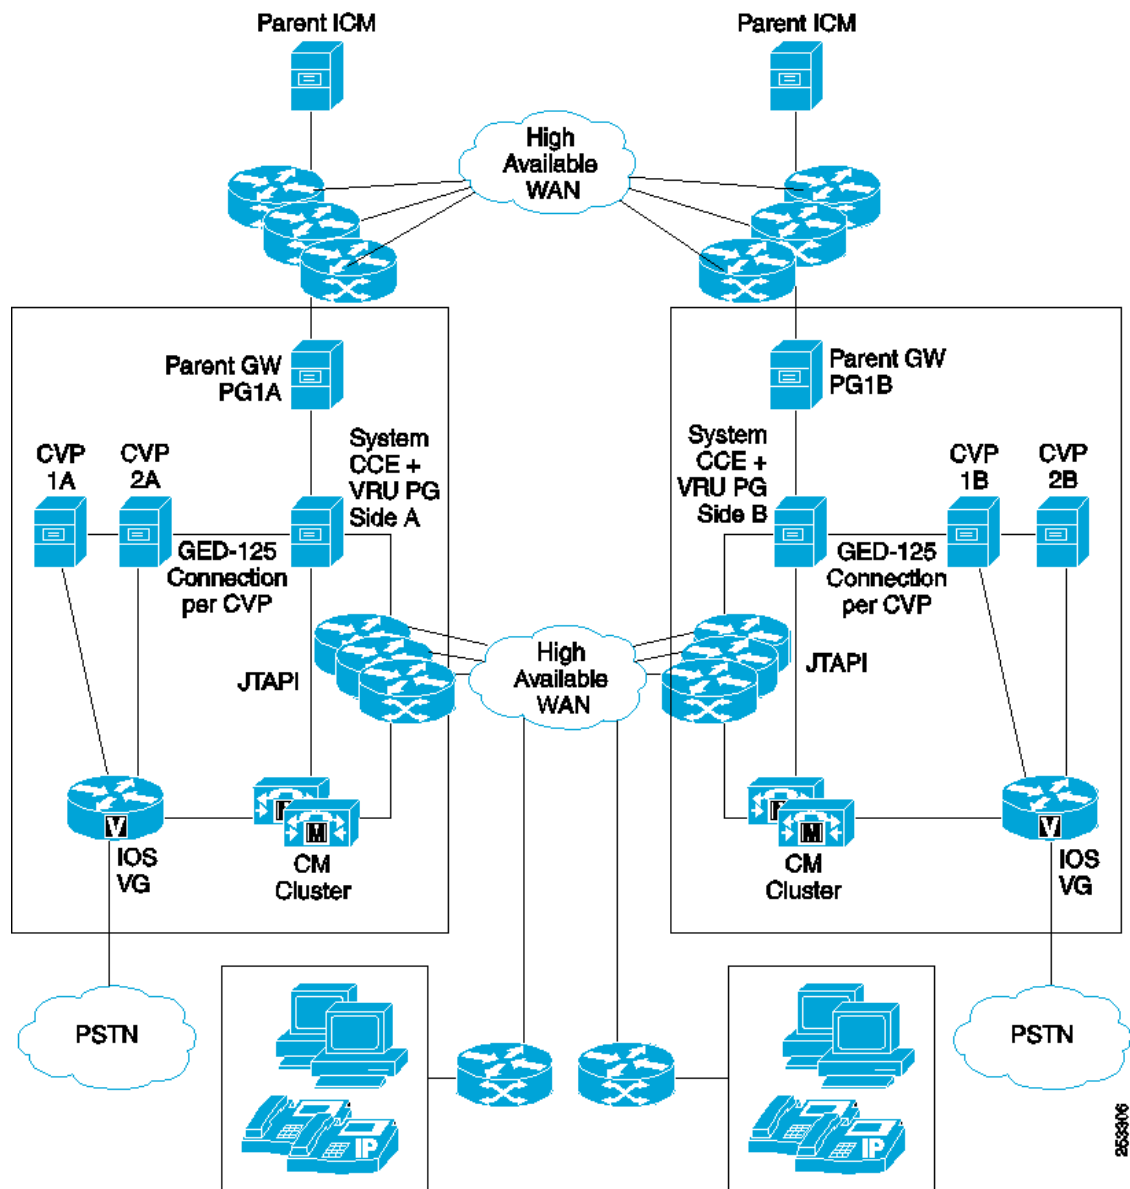 Parent ICM
Parent ICM
High
Available
WAN
Parent GW
PG1A
Parent GW
PG1B
System
CCE +
VRU PG
Side A
System
CCE +
VRU PG
Side B
CVP
1A
CVP
2A
CVP
1B
CVP
2B
GED-125
Connection
per CVP
GED-125
Connection
per CVP
JTAPI
High
Available
WAN
JTAPI
V
IOS
VG
M
CM
Cluster
M
CM
Cluster
V
IOS
VG
PSTN
PSTN
IP
IP
253306